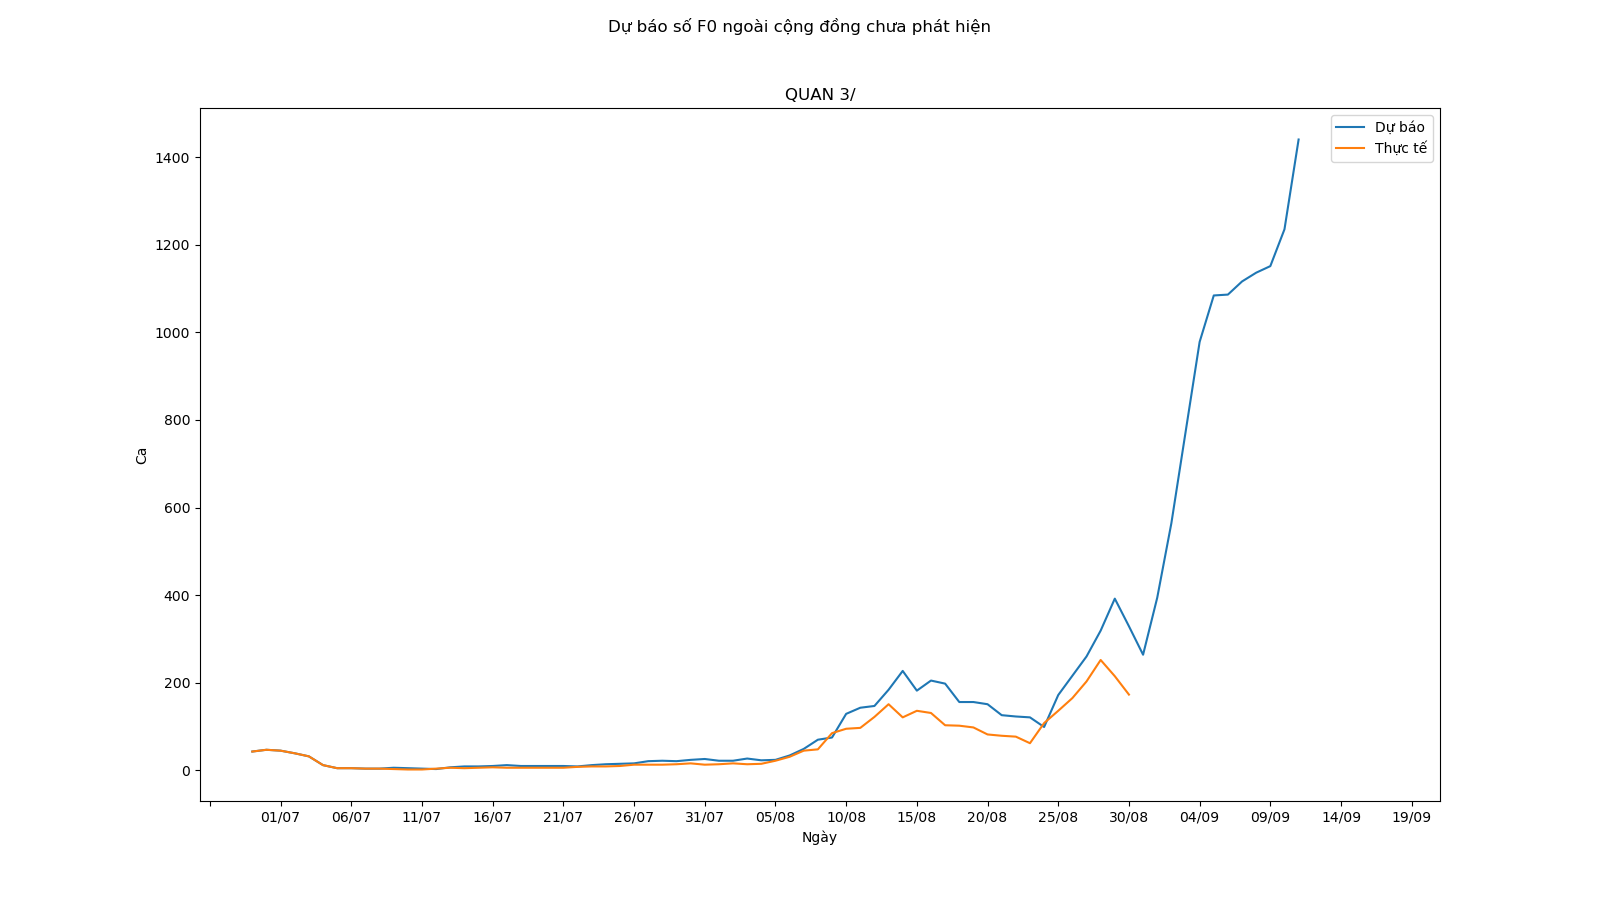 Dự báo số F0 ngoài cộng đồng chưa phát hiện
QUAN 3/
Dự báo
Thực tế
1400
1200
1000
800
600
400
200
0
Ca
01/07 06/07 11/07 16/07 21/07 26/07 31/07 05/08 10/08 15/08 20/08 25/08 30/08 04/09 09/09 14/09 19/09
Ngày